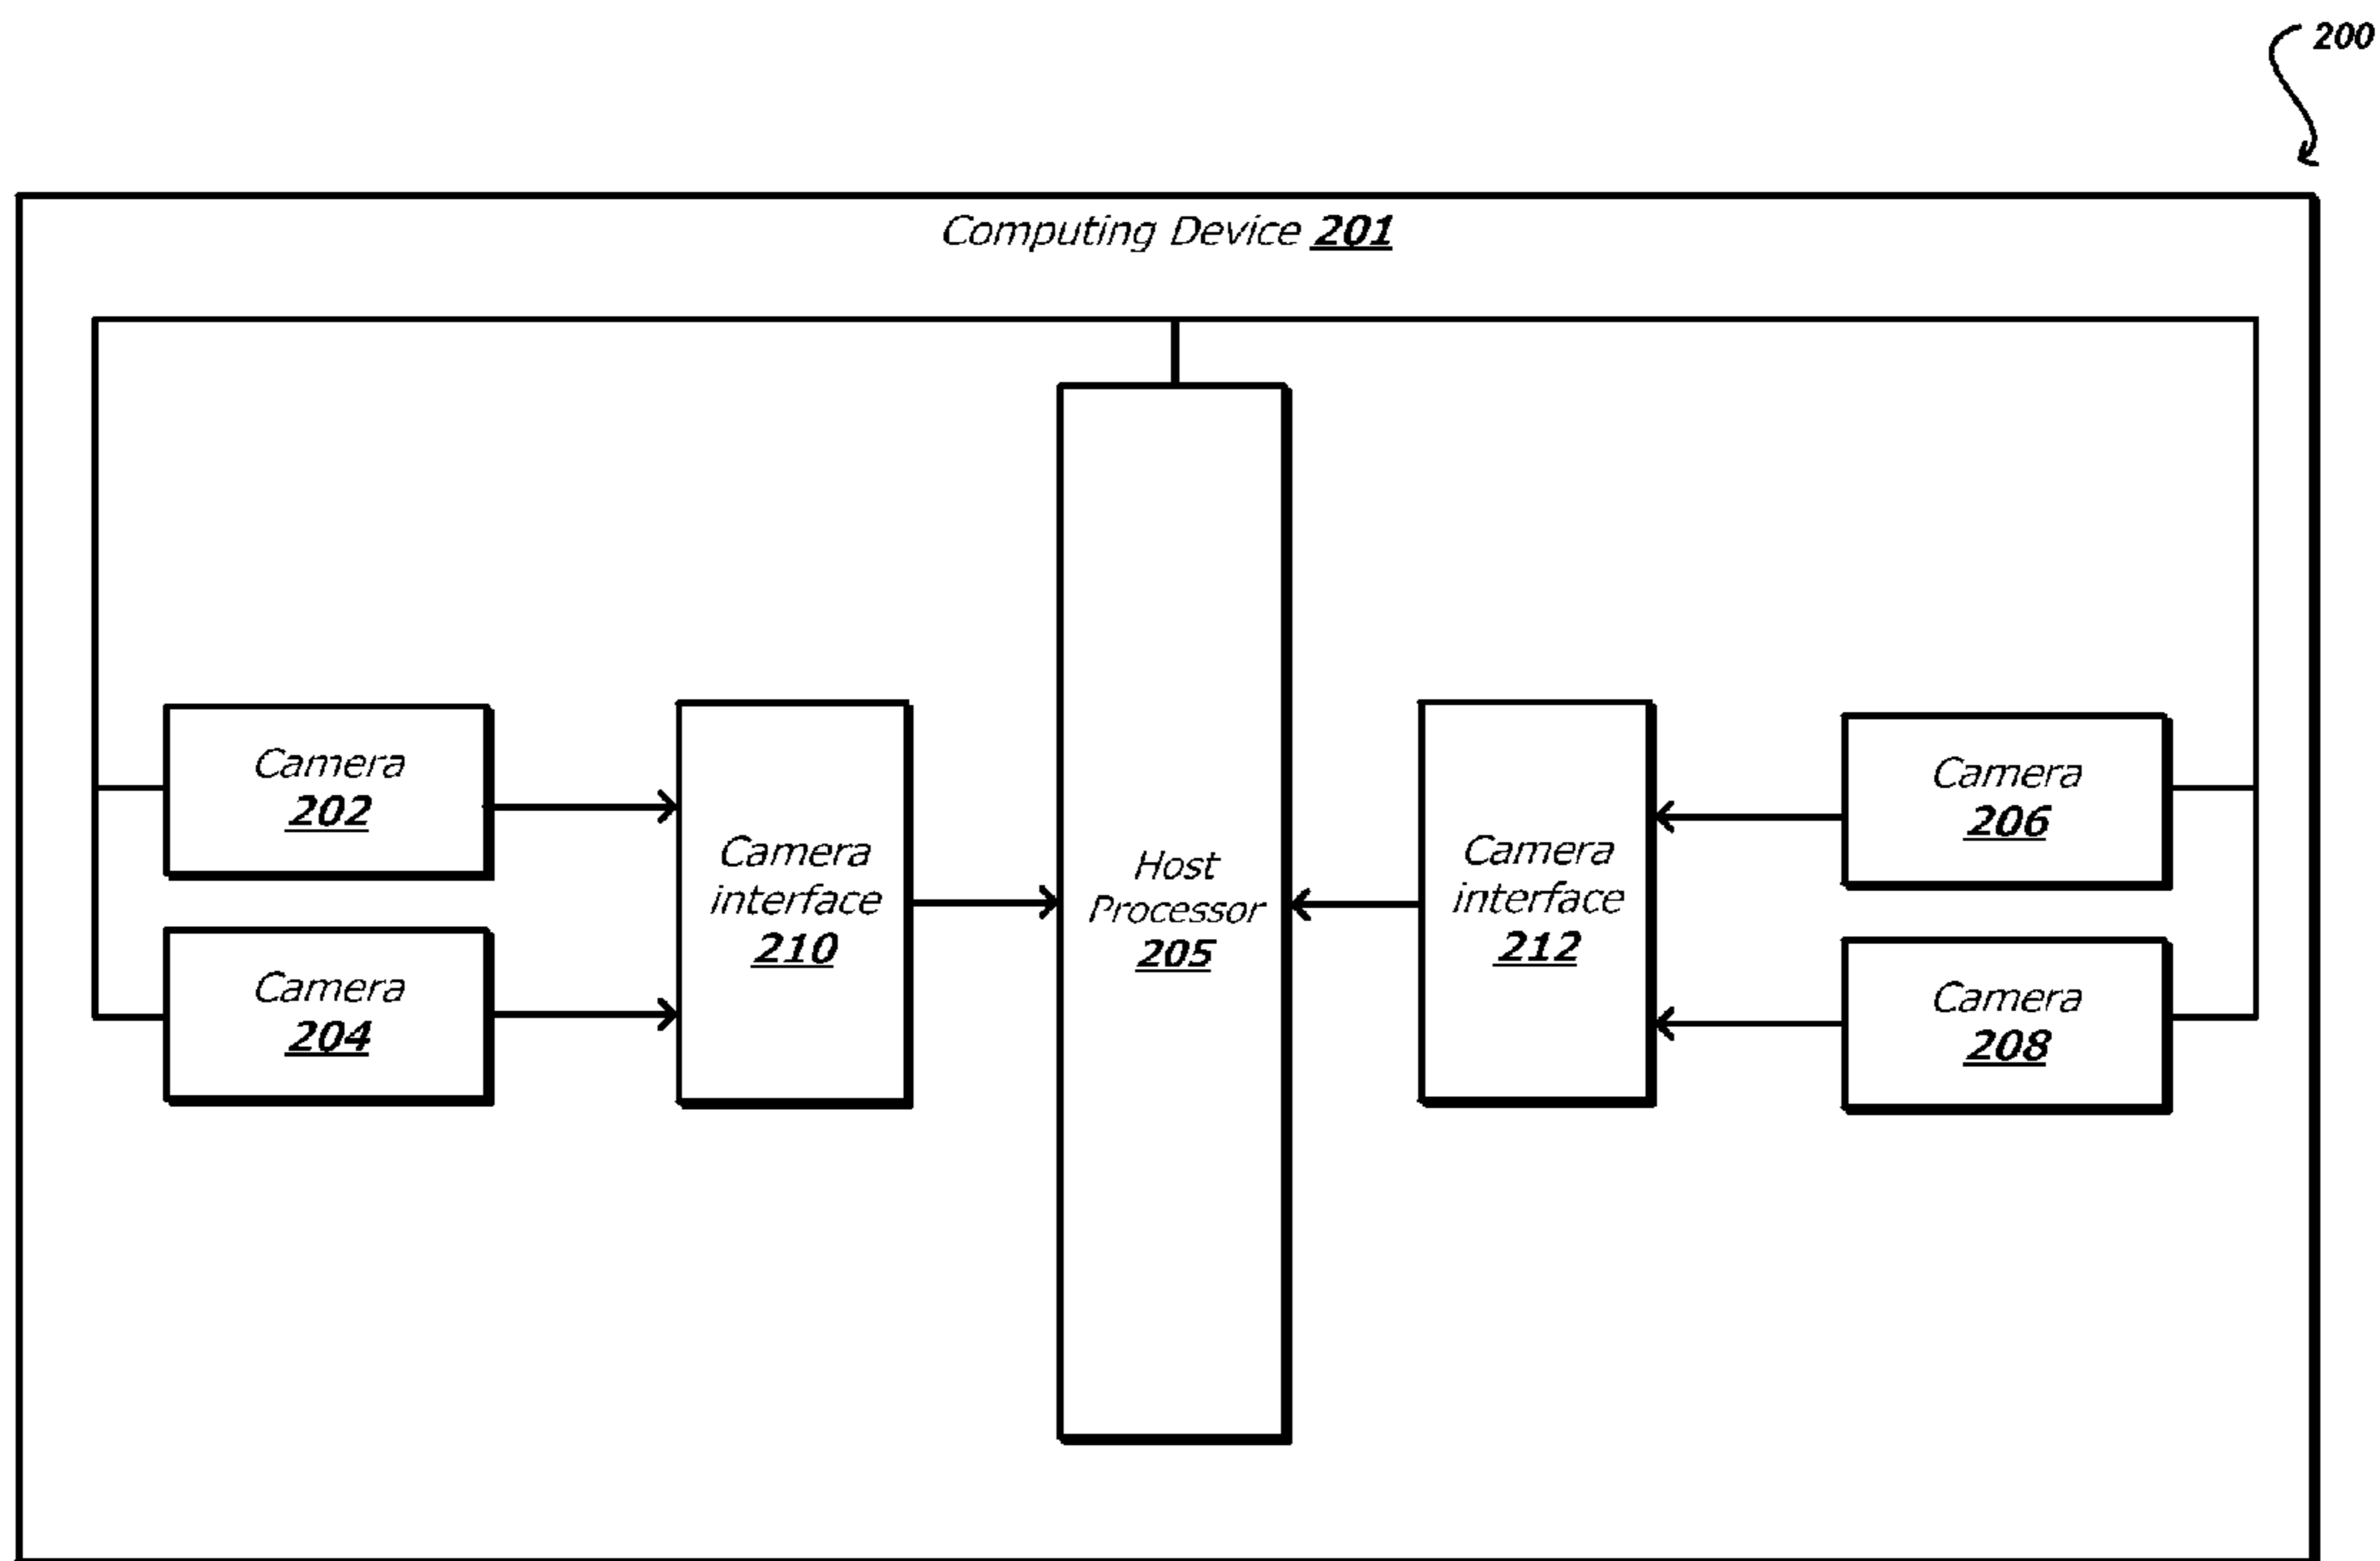 200
Computing Device 201
Camera
202
Camera
204
Camera
interface
210
Host
Processor
205
Camera
interface
212
Camera
206
Camera
208